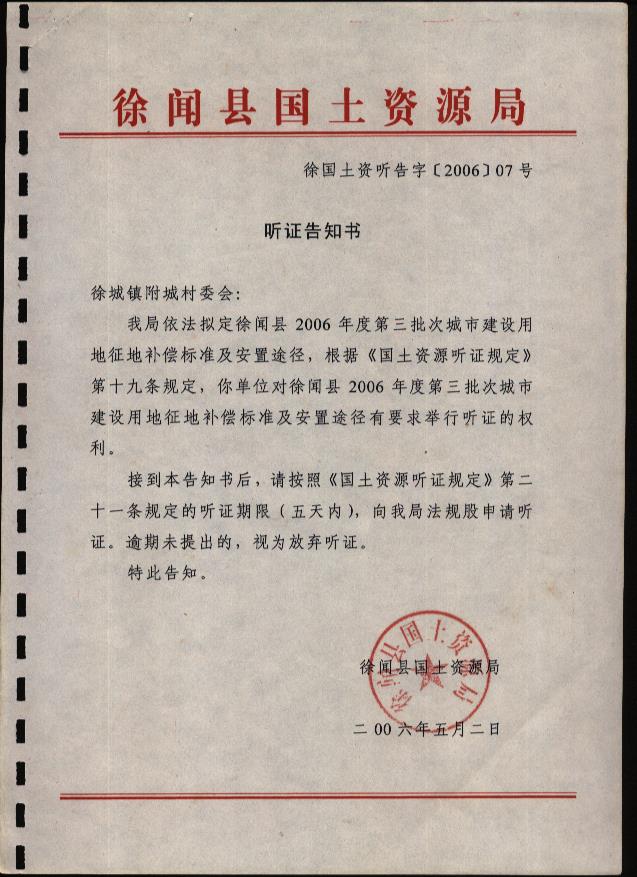 徐闻县国土资源局
徐国土资听告字〔2006〕07号
听证告知书
徐城镇附城村委会：
我局依法拟定徐闻县 2006 年度第三批次城市建设用
地征地补偿标准及安置途径，根据《国土资源听证规定》
第十九条规定，你单位对徐闻县 2006 年度第三批次城市
建设用地征地补偿标准及安置途径有要求举行听证的权
利。
接到本告知书后，请按照《国土资源听证规定》第二
十一条规定的听证期限（五天内），向我局法规股申请听
证。逾期未提出的，视为放弃听证。
特此告知。
徐闻县国土资源局
徐闻县国土资源局
二00六年五月二日